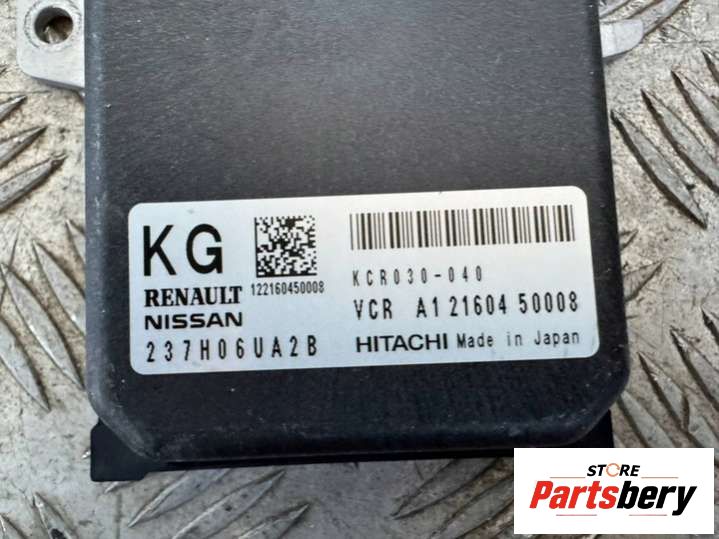 KG
122160450008
RENAULT
NISSAN
237H06UA2B
KCR030-040
VCR A1 21604 50008
HITACHI Made in Japan
STORE
Partsbery